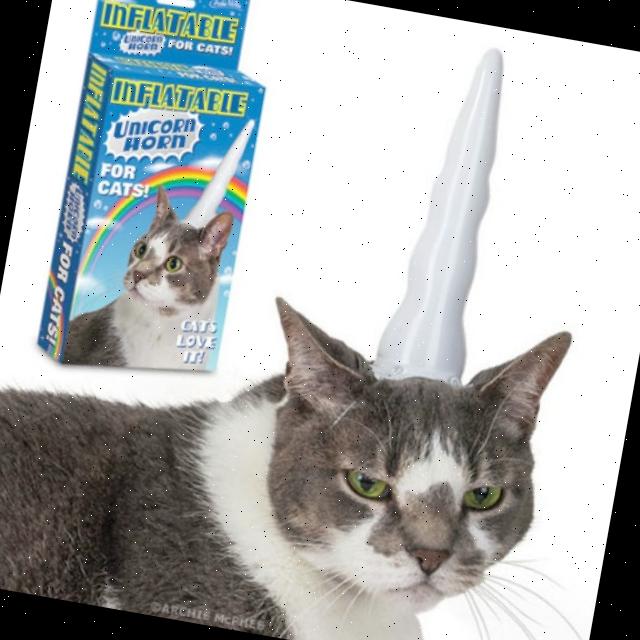 INFLATABLE
UNICORN
HORN FOR CATS!
INFLATABLE
UNICORN
HORN
FOR
CATS!
CATS
LOVE
IT!
INFLATABLE
FOR CATS!
©ARCHIE MCPHEE